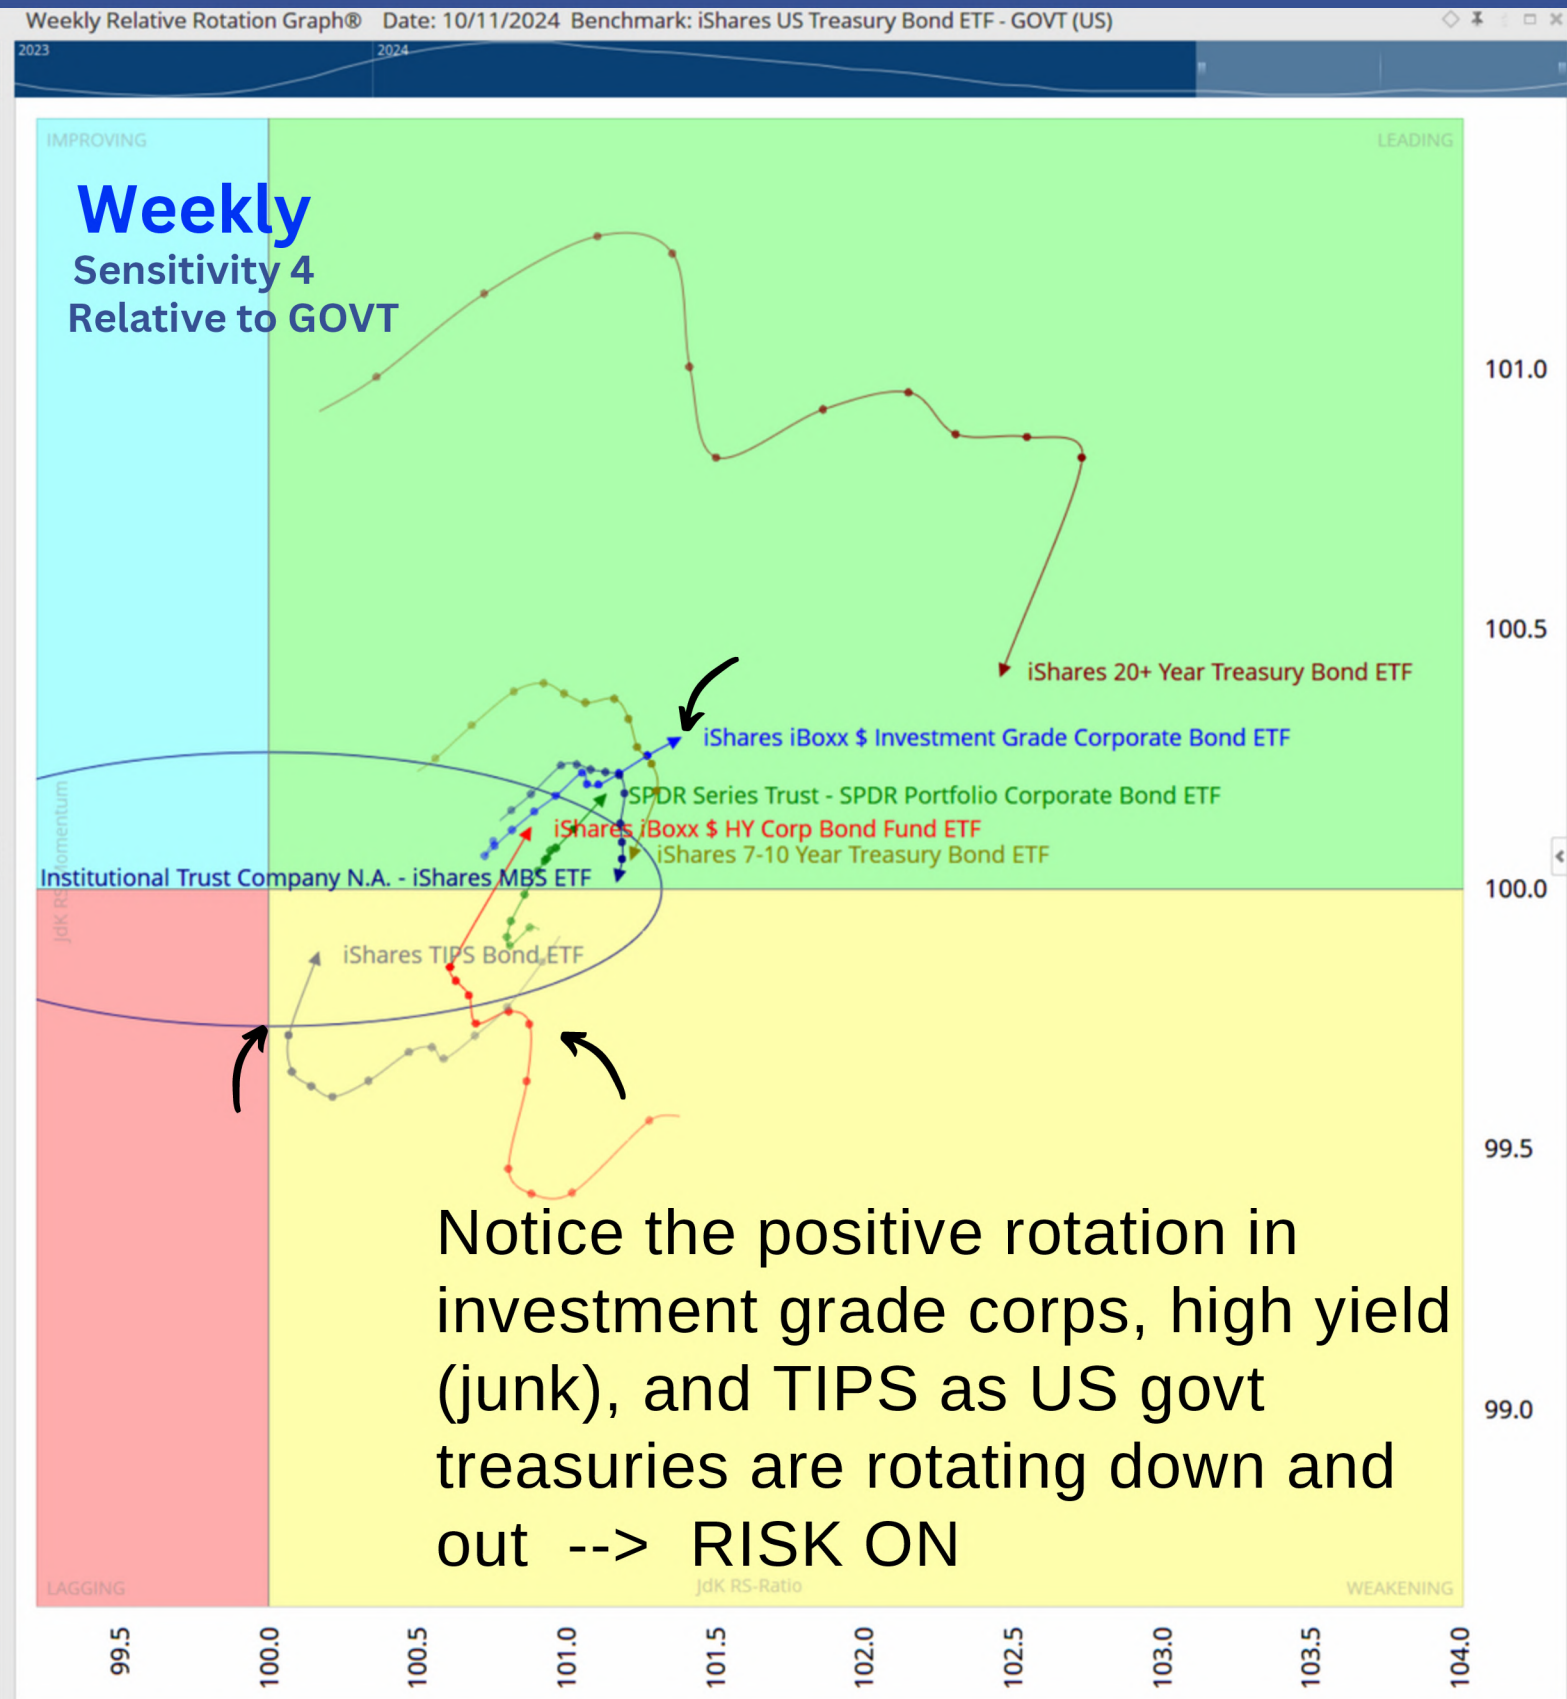 Weekly Relative Rotation Graph® Date: 10/11/2024 Benchmark: iShares US Treasury Bond ETF - GOVT (US)
2023
2024
IMPROVING
LEADING
Weekly
Sensitivity 4
Relative to GOVT
101.0
100.5
iShares 20+ Year Treasury Bond ETF
iShares iBoxx $ Investment Grade Corporate Bond ETF
SPDR Series Trust - SPDR Portfolio Corporate Bond ETF
iShares iBoxx $ HY Corp Bond Fund ETF
iShares 7-10 Year Treasury Bond ETF
Institutional Trust Company N.A. - iShares MBS ETF
100.0
JdK RS-Momentum
iShares TIPS Bond ETF
99.5
Notice the positive rotation in
investment grade corps, high yield
(junk), and TIPS as US govt
treasuries are rotating down and
out --> RISK ON
99.0
LAGGING
JdK RS-Ratio
WEAKENING
99.5
100.0
100.5
101.0
101.5
102.0
102.5
103.0
103.5
104.0